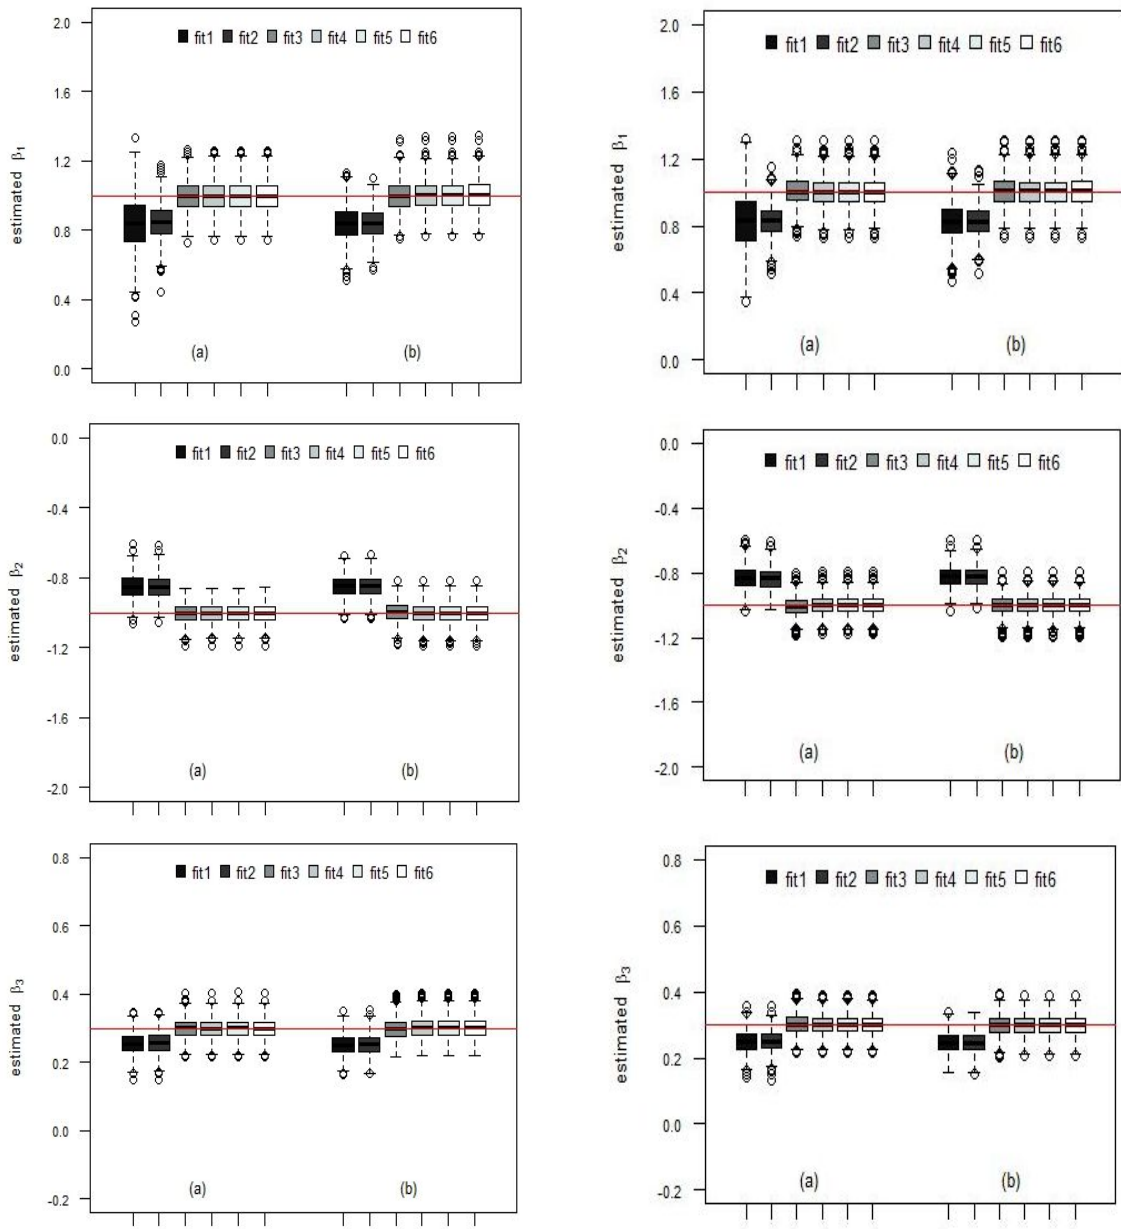 fit1 fit2 fit3 fit4 fit5 fit6
estimated β1
2.0
1.6
1.2
0.8
0.4
0.0
(a) (b)
fit1 fit2 fit3 fit4 fit5 fit6
estimated β1
2.0
1.6
1.2
0.8
0.4
0.0
(a) (b)
fit1 fit2 fit3 fit4 fit5 fit6
estimated β2
0.0
-0.4
-0.8
-1.2
-1.6
-2.0
(a) (b)
fit1 fit2 fit3 fit4 fit5 fit6
estimated β2
0.0
-0.4
-0.8
-1.2
-1.6
-2.0
(a) (b)
fit1 fit2 fit3 fit4 fit5 fit6
estimated β3
0.8
0.6
0.4
0.2
0.0
-0.2
(a) (b)
fit1 fit2 fit3 fit4 fit5 fit6
estimated β3
0.8
0.6
0.4
0.2
0.0
-0.2
(a) (b)